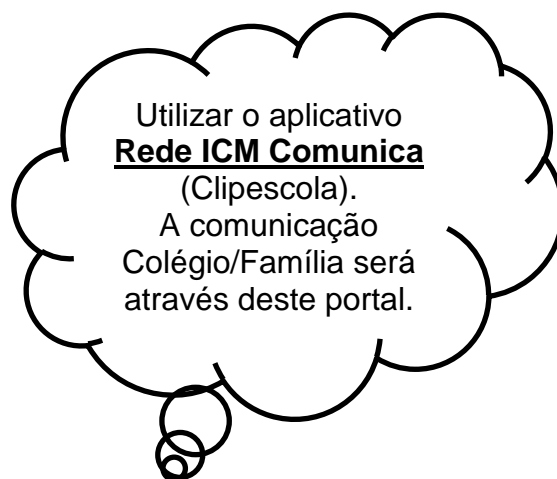 Utilizar o aplicativo
Rede ICM Comunica
(Clipescola).
A comunicação
Colégio/Família será
através deste portal.